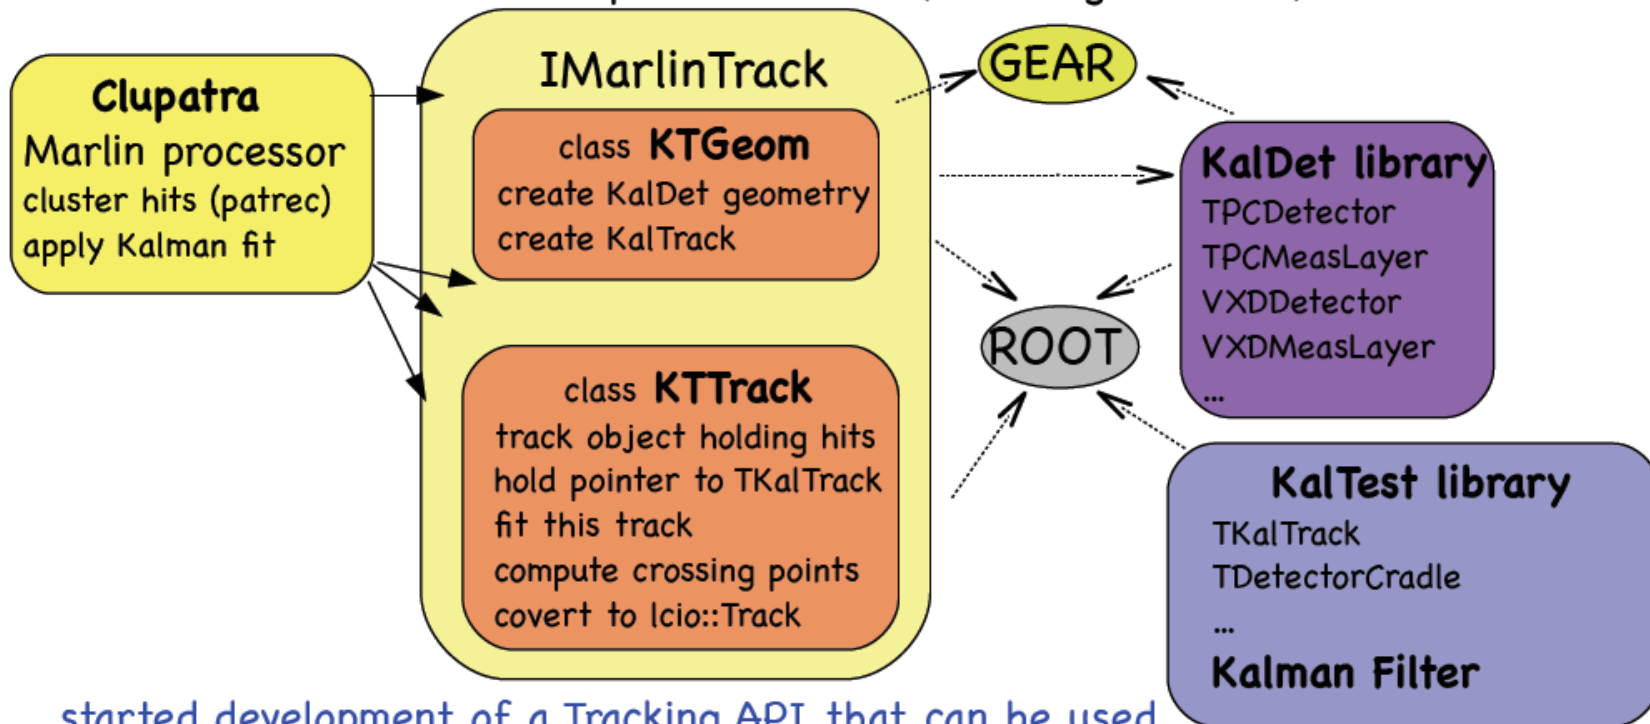 Clupatra
Marlin processor
cluster hits (patrec)
apply Kalman fit
IMarlinTrack
class KTGeom
create KalDet geometry
create KalTrack
class KTTrack
track object holding hits
hold pointer to TKalTrack
fit this track
compute crossing points
covert to lcio::Track
GEAR
ROOT
KalDet library
TPCDetector
TPCMeasLayer
VXDDetector
VXDMeasLayer
...
KalTest library
TKalTrack
TDetectorCradle
...
Kalman Filter
started development of a Tracking API that can be used